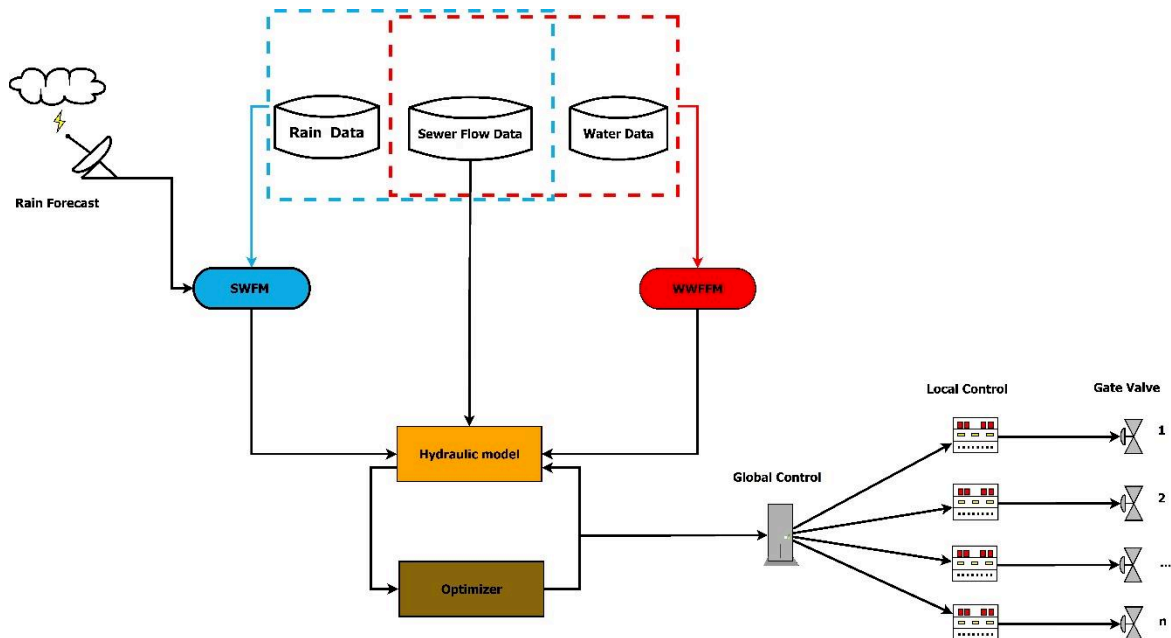 Rain Data
Sewer Flow Data
Water Data
Rain Forecast
SWFM
WWFFM
Hydraulic model
Optimizer
Global Control
Local Control
Gate Valve
1
2
...
n